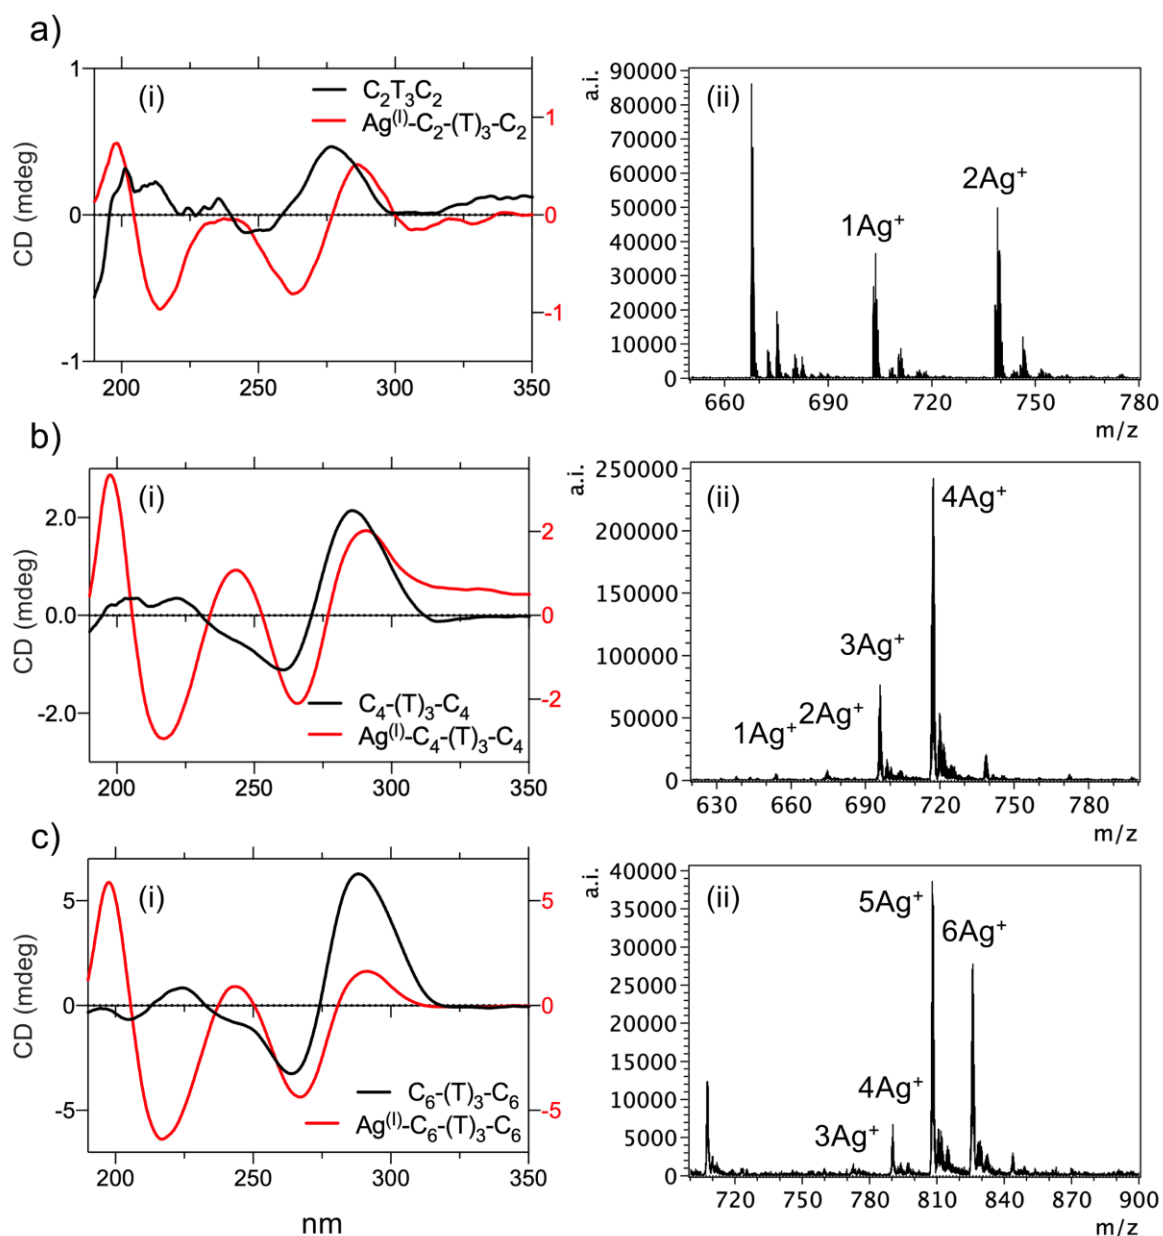 a)
(i)
C₂T₃C₂
Ag⁽ᴵ⁾-C₂-(T)₃-C₂
CD (mdeg)
1
0
-1
1
0
-1
200 250 300 350
(ii)
a.i.
90000
80000
70000
60000
50000
40000
30000
20000
10000
0
1Ag⁺
2Ag⁺
660 690 720 750 780
m/z
b)
(i)
CD (mdeg)
2.0
0.0
-2.0
2
0
-2
C₄-(T)₃-C₄
Ag⁽ᴵ⁾-C₄-(T)₃-C₄
200 250 300 350
(ii)
a.i.
250000
200000
150000
100000
50000
0
1Ag⁺
2Ag⁺
3Ag⁺
4Ag⁺
630 660 690 720 750 780
m/z
c)
(i)
CD (mdeg)
5
0
-5
5
0
-5
C₆-(T)₃-C₆
Ag⁽ᴵ⁾-C₆-(T)₃-C₆
200 250 300 350
nm
(ii)
a.i.
40000
35000
30000
25000
20000
15000
10000
5000
0
3Ag⁺
4Ag⁺
5Ag⁺
6Ag⁺
720 750 780 810 840 870 900
m/z